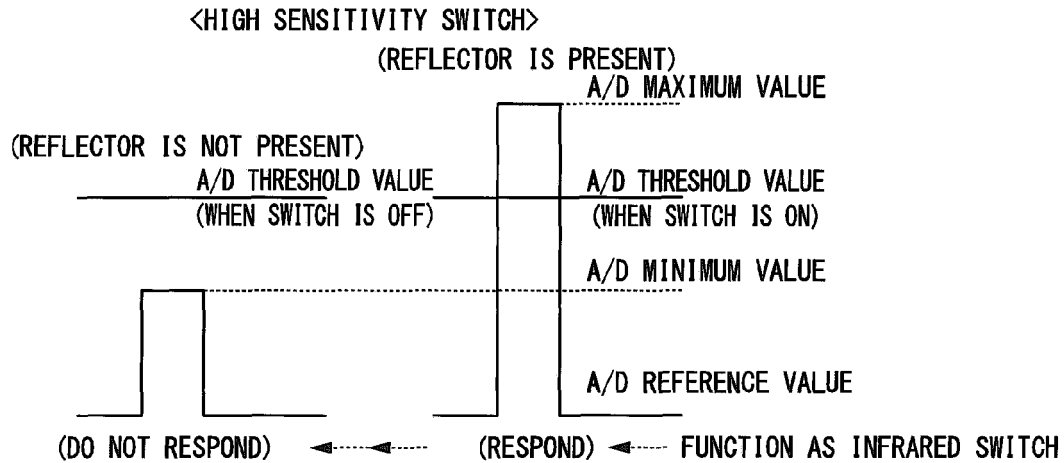 <HIGH SENSITIVITY SWITCH>
(REFLECTOR IS PRESENT)
A/D MAXIMUM VALUE
(REFLECTOR IS NOT PRESENT)
A/D THRESHOLD VALUE
(WHEN SWITCH IS OFF)
A/D THRESHOLD VALUE
(WHEN SWITCH IS ON)
A/D MINIMUM VALUE
A/D REFERENCE VALUE
(DO NOT RESPOND)
(RESPOND)
FUNCTION AS INFRARED SWITCH